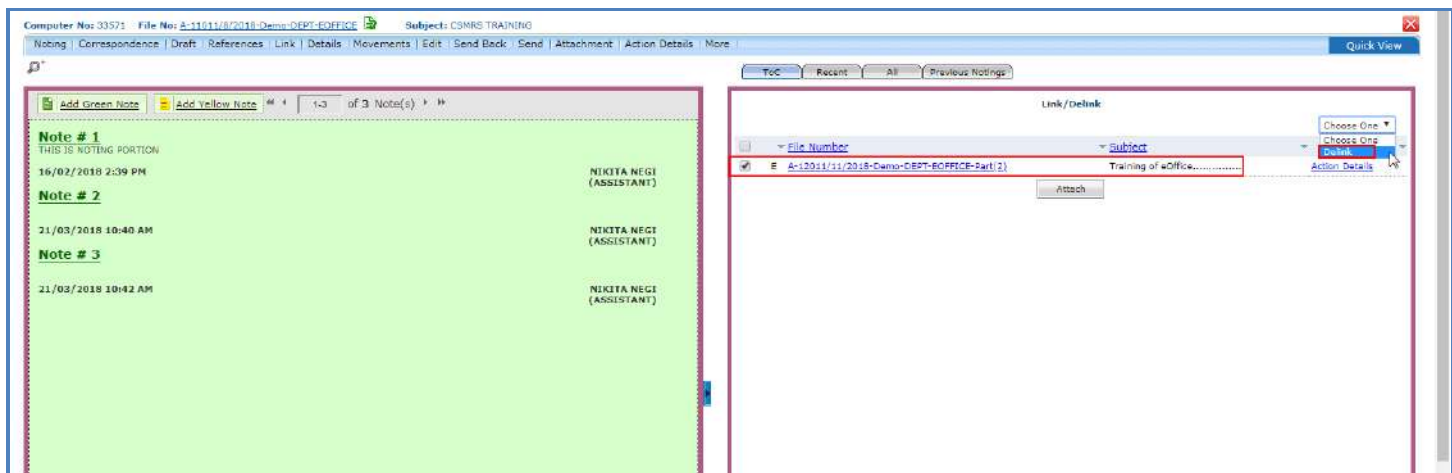 Computer No: 33571 File No: A-11011/8/2018-Demo-DEPT-EOFFICE Subject: CSMRS TRAINING
Noting | Correspondence | Draft | References | Link | Details | Movements | Edit | Send Back | Send | Attachment | Action Details | More
Quick View
ToC Recent All Previous Notings
Add Green Note Add Yellow Note 1-3 of 3 Note(s)
Note # 1
THIS IS NOTING PORTION
16/02/2018 2:39 PM NIKITA NEGI
(ASSISTANT)
Note # 2
21/03/2018 10:40 AM NIKITA NEGI
(ASSISTANT)
Note # 3
21/03/2018 10:42 AM NIKITA NEGI
(ASSISTANT)
Link/Delink
Choose One
Choose One
Delink
File Number Subject
E A-12011/11/2018-Demo-DEPT-EOFFICE-Part(2) Training of eOffice............... Action Details
Attach